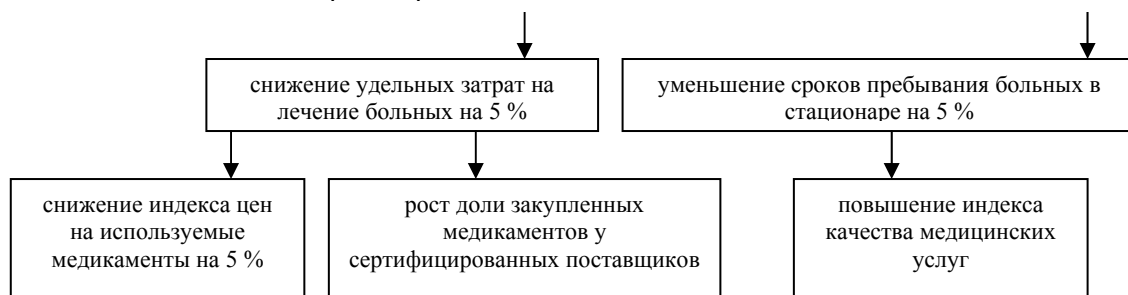 снижение удельных затрат на
лечение больных на 5 %
уменьшение сроков пребывания больных в
стационаре на 5 %
снижение индекса цен
на используемые
медикаменты на 5 %
рост доли закупленных
медикаментов у
сертифицированных поставщиков
повышение индекса
качества медицинских
услуг